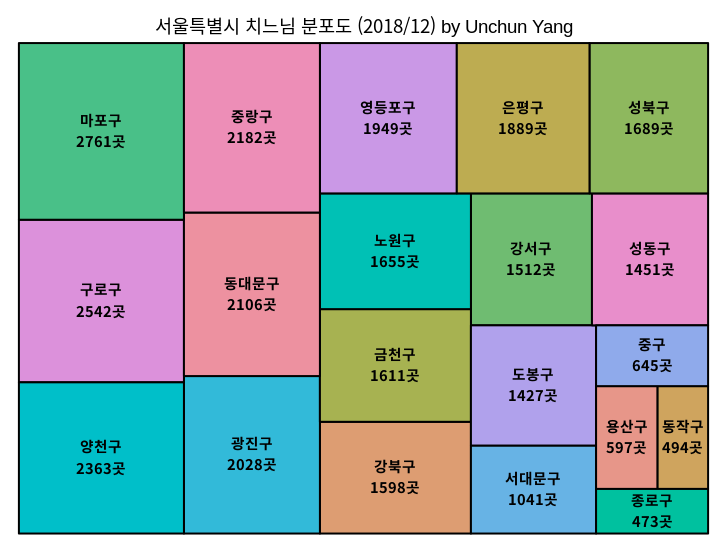 서울특별시 치느님 분포도 (2018/12) by Unchun Yang
마포구
2761곳
구로구
2542곳
양천구
2363곳
중랑구
2182곳
동대문구
2106곳
광진구
2028곳
영등포구
1949곳
은평구
1889곳
성북구
1689곳
노원구
1655곳
금천구
1611곳
강북구
1598곳
강서구
1512곳
성동구
1451곳
도봉구
1427곳
서대문구
1041곳
중구
645곳
용산구
597곳
동작구
494곳
종로구
473곳